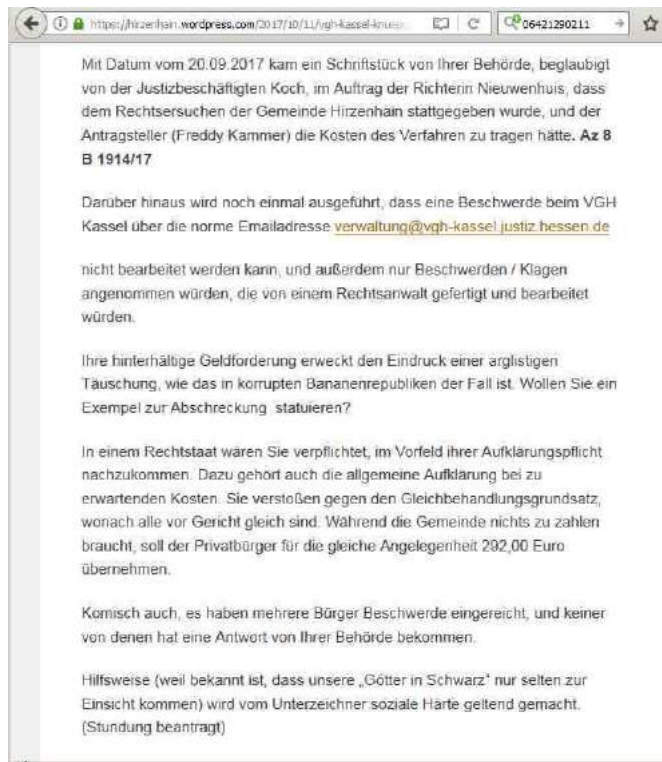 https://hirzenhain.wordpress.com/2017/10/11/vgh-kassel-knue
06421290211
Mit Datum vom 20.09.2017 kam ein Schriftstück von Ihrer Behörde, beglaubigt
von der Justizbeschäftigten Koch, im Auftrag der Richterin Nieuwenhuis, dass
dem Rechtsersuchen der Gemeinde Hirzenhain stattgegeben wurde, und der
Antragsteller (Freddy Kammer) die Kosten des Verfahren zu tragen hätte. Az 8
B 1914/17
Darüber hinaus wird noch einmal ausgeführt, dass eine Beschwerde beim VGH
Kassel über die norme Emailadresse verwaltung@vgh-kassel.justiz.hessen.de
nicht bearbeitet werden kann, und außerdem nur Beschwerden / Klagen
angenommen würden, die von einem Rechtsanwalt gefertigt und bearbeitet
würden.
Ihre hinterhältige Geldforderung erweckt den Eindruck einer arglistigen
Täuschung, wie das in korrupten Bananenrepubliken der Fall ist. Wollen Sie ein
Exempel zur Abschreckung statuieren?
In einem Rechtstaat wären Sie verpflichtet, im Vorfeld ihrer Aufklärungspflicht
nachzukommen. Dazu gehört auch die allgemeine Aufklärung bei zu
erwartenden Kosten. Sie verstoßen gegen den Gleichbehandlungsgrundsatz,
wonach alle vor Gericht gleich sind. Während die Gemeinde nichts zu zahlen
braucht, soll der Privatbürger für die gleiche Angelegenheit 292,00 Euro
übernehmen.
Komisch auch, es haben mehrere Bürger Beschwerde eingereicht, und keiner
von denen hat eine Antwort von Ihrer Behörde bekommen.
Hilfsweise (weil bekannt ist, dass unsere „Götter in Schwarz" nur selten zur
Einsicht kommen) wird vom Unterzeichner soziale Härte geltend gemacht.
(Stundung beantragt)